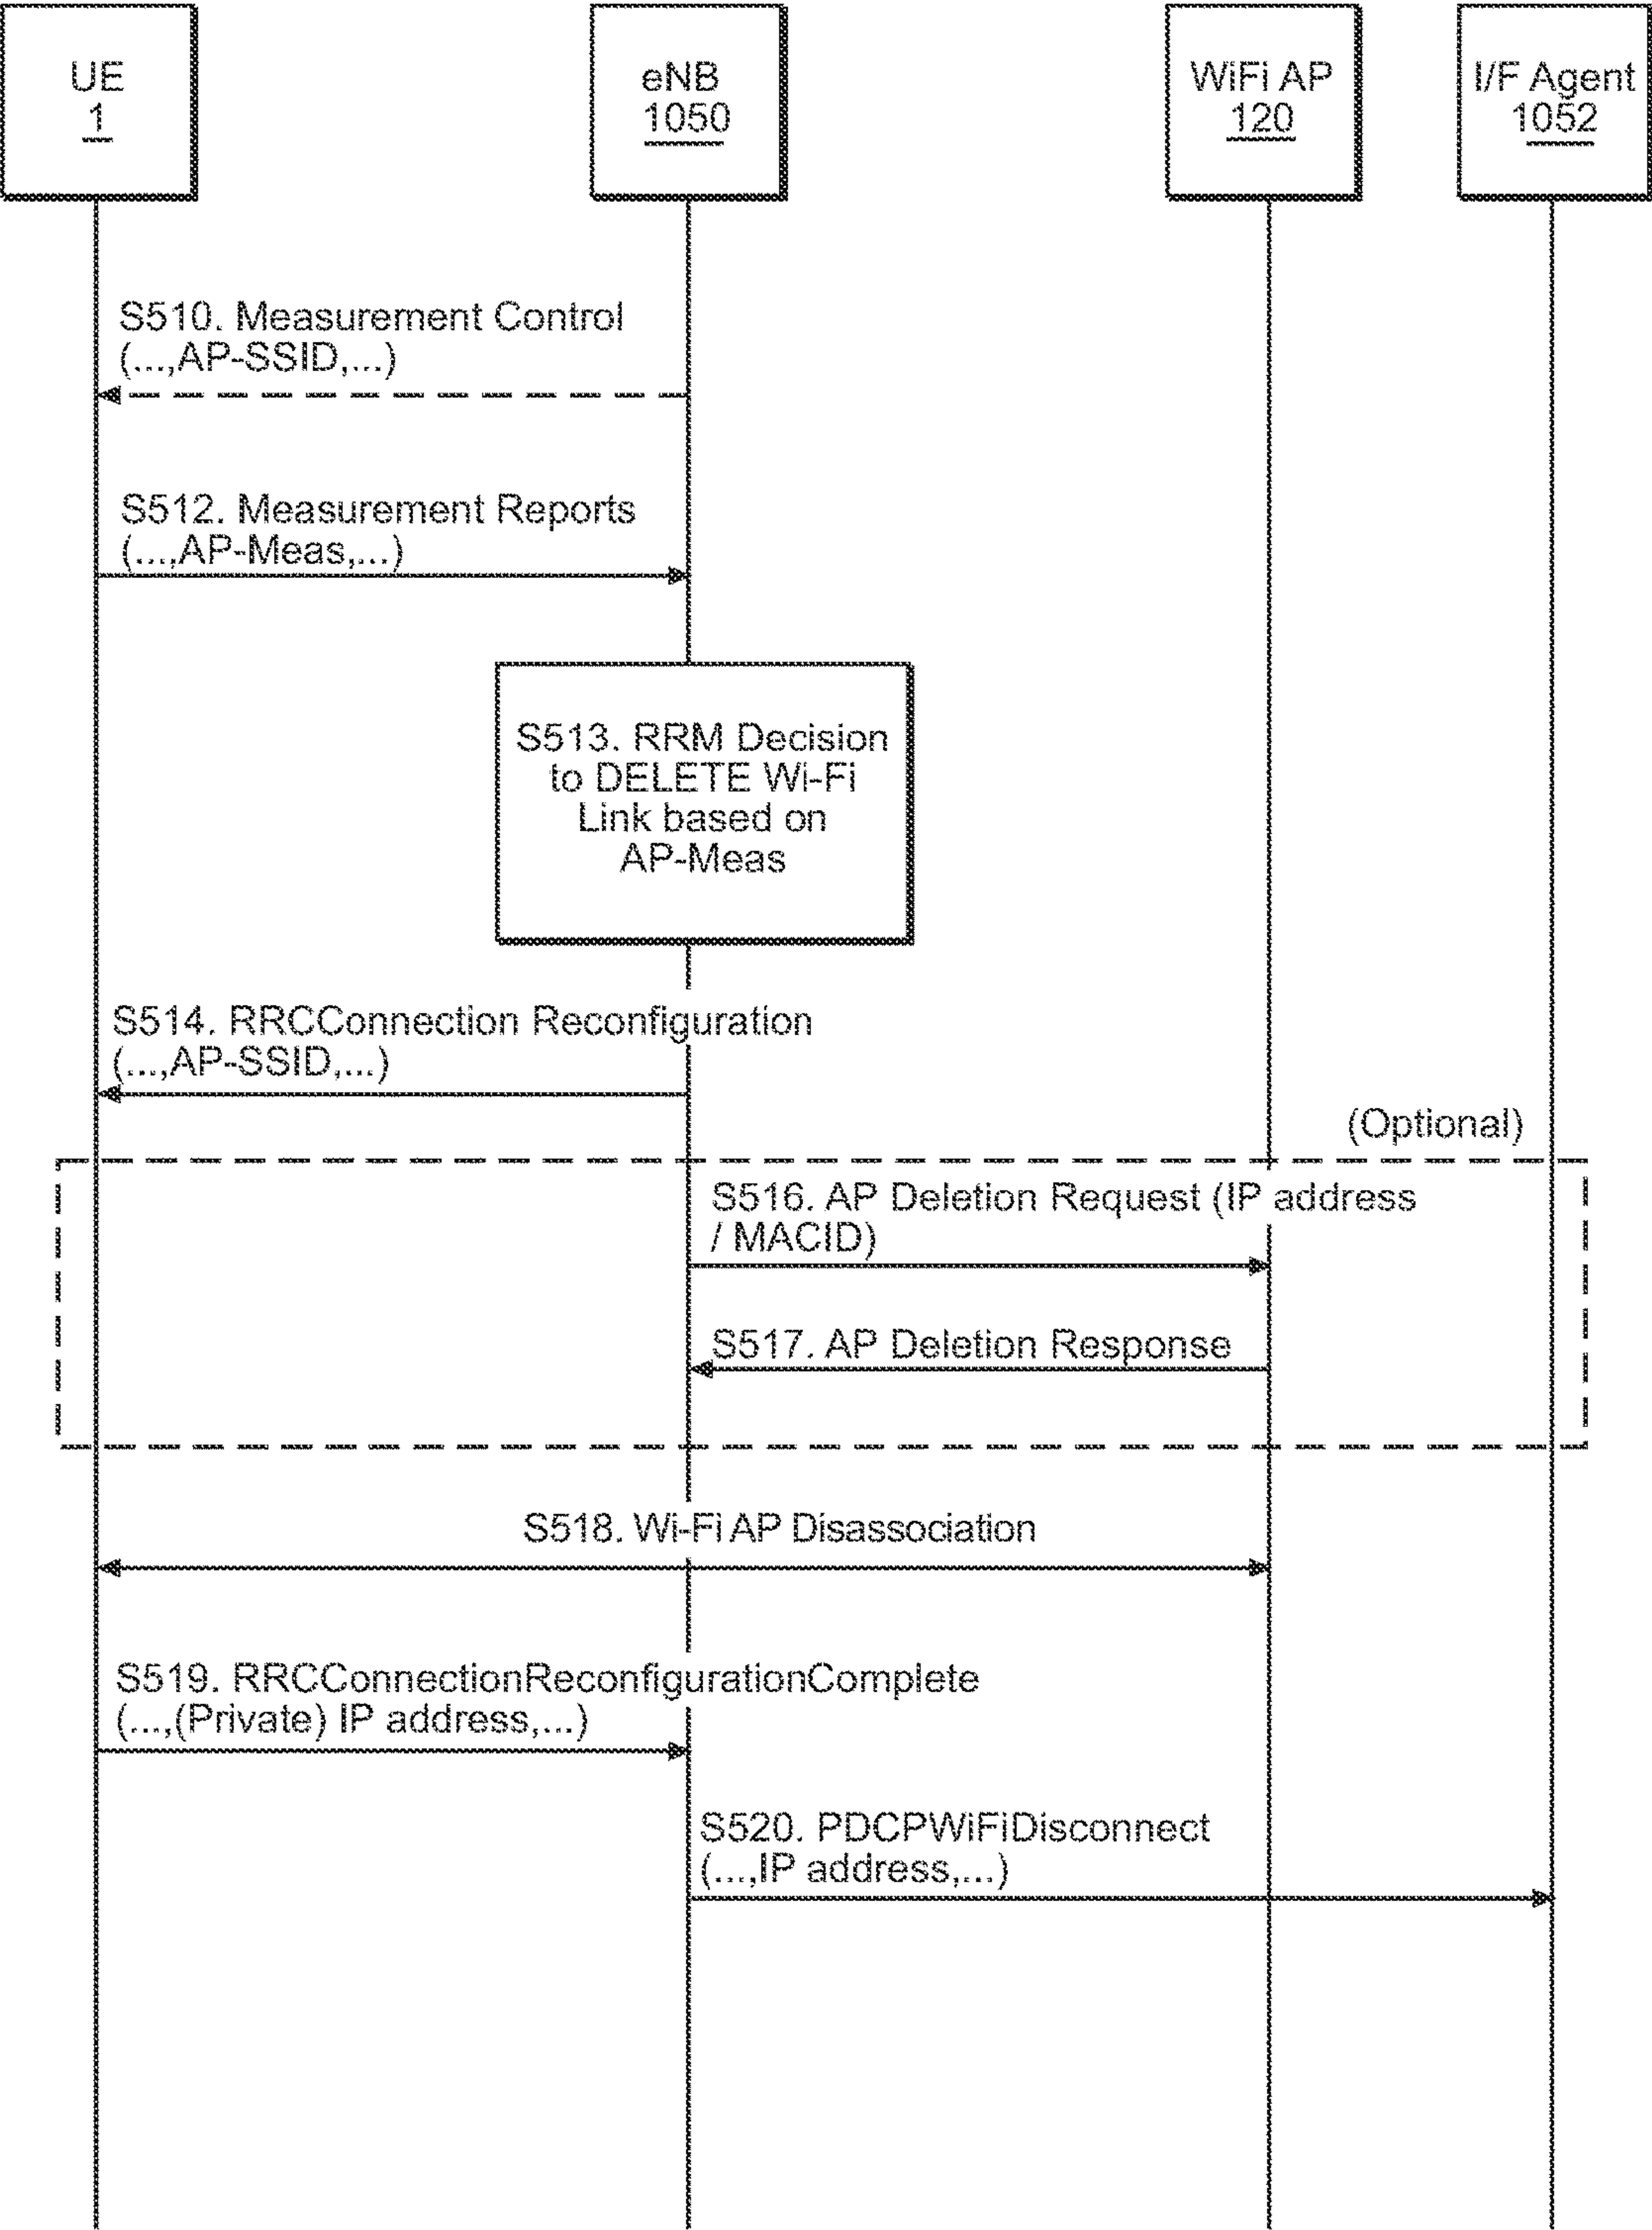 UE
1
eNB
1050
WiFi AP
120
I/F Agent
1052
S510. Measurement Control
(...,AP-SSID,...)
S512. Measurement Reports
(...,AP-Meas,...)
S513. RRM Decision
to DELETE Wi-Fi
Link based on
AP-Meas
S514. RRCConnection Reconfiguration
(...,AP-SSID,...)
(Optional)
S516. AP Deletion Request (IP address
/ MACID)
S517. AP Deletion Response
S518. Wi-Fi AP Disassociation
S519. RRCConnectionReconfigurationComplete
(...,(Private) IP address,...)
S520. PDCPWiFiDisconnect
(...,IP address,...)